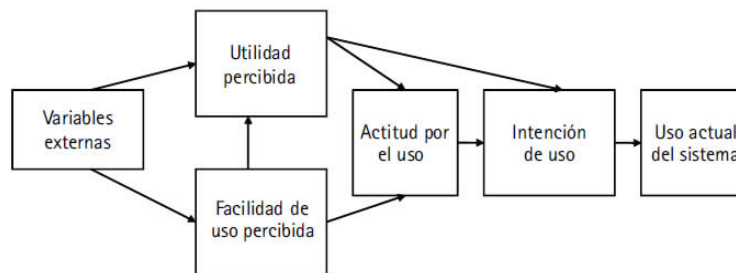 Utilidad
percibida
Variables
externas
Actitud por
el uso
Intención
de uso
Uso actual
del sistema
Facilidad de
uso percibida